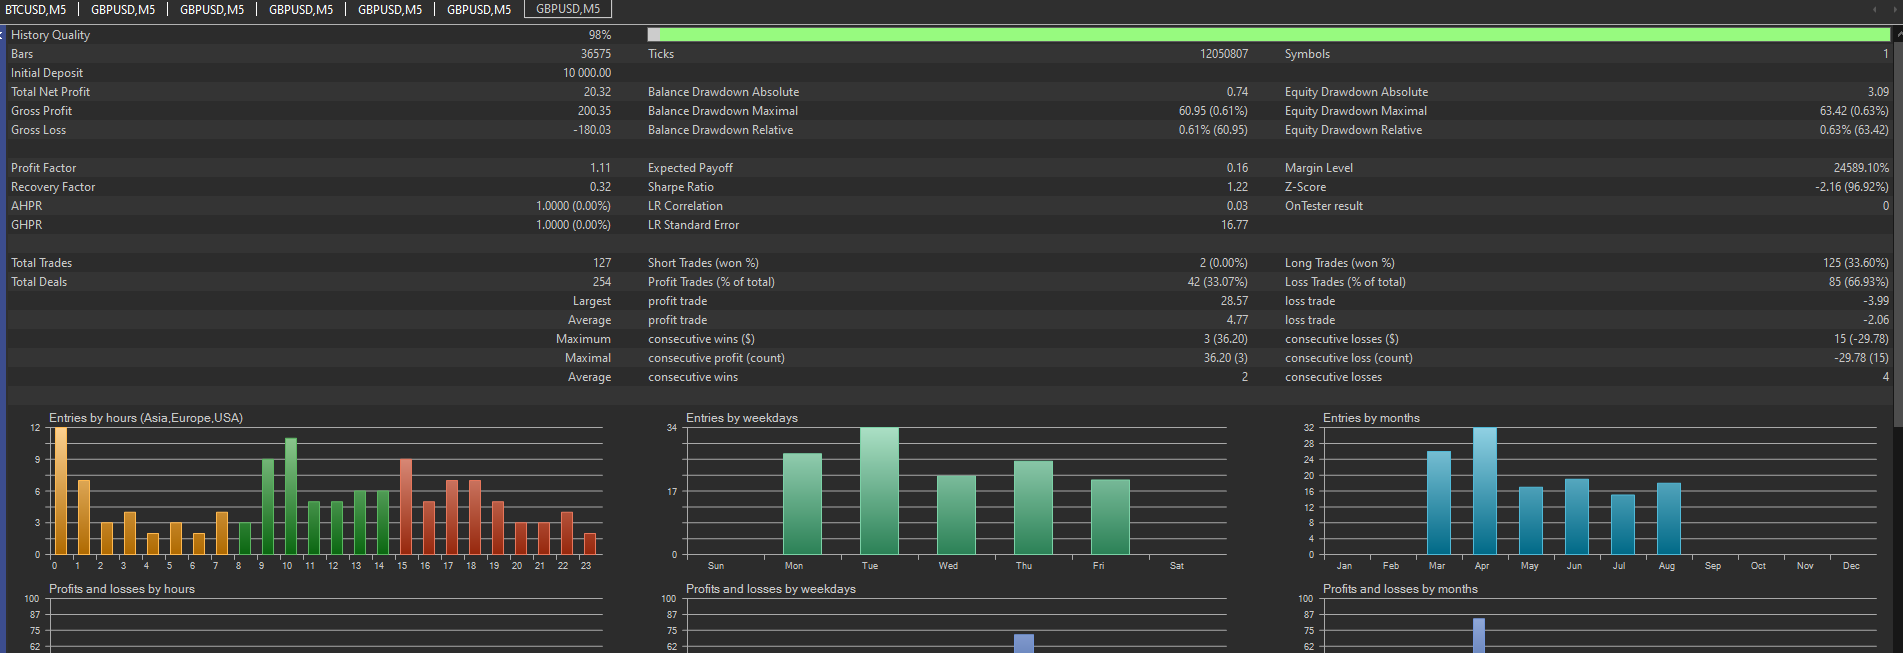 BTCUSD,M5 GBPUSD,M5 GBPUSD,M5 GBPUSD,M5 GBPUSD,M5 GBPUSD,M5 GBPUSD,M5
History Quality 98%
Bars 36575 Ticks 12050807 Symbols 1
Initial Deposit 10 000.00
Total Net Profit 20.32 Balance Drawdown Absolute 0.74 Equity Drawdown Absolute 3.09
Gross Profit 200.35 Balance Drawdown Maximal 60.95 (0.61%) Equity Drawdown Maximal 63.42 (0.63%)
Gross Loss -180.03 Balance Drawdown Relative 0.61% (60.95) Equity Drawdown Relative 0.63% (63.42)
Profit Factor 1.11 Expected Payoff 0.16 Margin Level 24589.10%
Recovery Factor 0.32 Sharpe Ratio 1.22 Z-Score -2.16 (96.92%)
AHPR 1.0000 (0.00%) LR Correlation 0.03 OnTester result 0
GHPR 1.0000 (0.00%) LR Standard Error 16.77
Total Trades 127 Short Trades (won %) 2 (0.00%) Long Trades (won %) 125 (33.60%)
Total Deals 254 Profit Trades (% of total) 42 (33.07%) Loss Trades (% of total) 85 (66.93%)
Largest profit trade 28.57 loss trade -3.99
Average profit trade 4.77 loss trade -2.06
Maximum consecutive wins ($) 3 (36.20) consecutive losses ($) 15 (-29.78)
Maximal consecutive profit (count) 36.20 (3) consecutive loss (count) -29.78 (15)
Average consecutive wins 2 consecutive losses 4
Entries by hours (Asia,Europe,USA)
12
9
6
3
0
0 1 2 3 4 5 6 7 8 9 10 11 12 13 14 15 16 17 18 19 20 21 22 23
Entries by weekdays
34
17
0
Sun Mon Tue Wed Thu Fri Sat
Entries by months
32
28
24
20
16
12
8
4
0
Jan Feb Mar Apr May Jun Jul Aug Sep Oct Nov Dec
Profits and losses by hours
100
87
75
62
Profits and losses by weekdays
100
87
75
62
Profits and losses by months
100
87
75
62